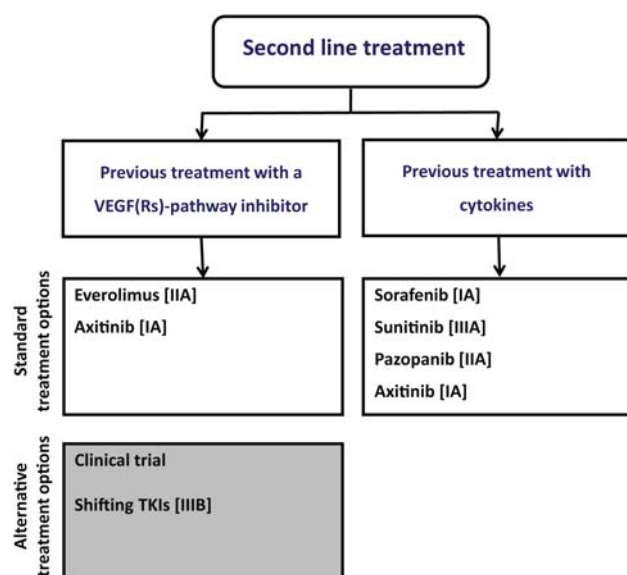 Second line treatment
Previous treatment with a
VEGF(Rs)-pathway inhibitor
Previous treatment with
cytokines
Standard
treatment options
Everolimus [IIA]
Axitinib [IA]
Sorafenib [IA]
Sunitinib [IIIA]
Pazopanib [IIA]
Axitinib [IA]
Alternative
treatment options
Clinical trial
Shifting TKIs [IIIB]